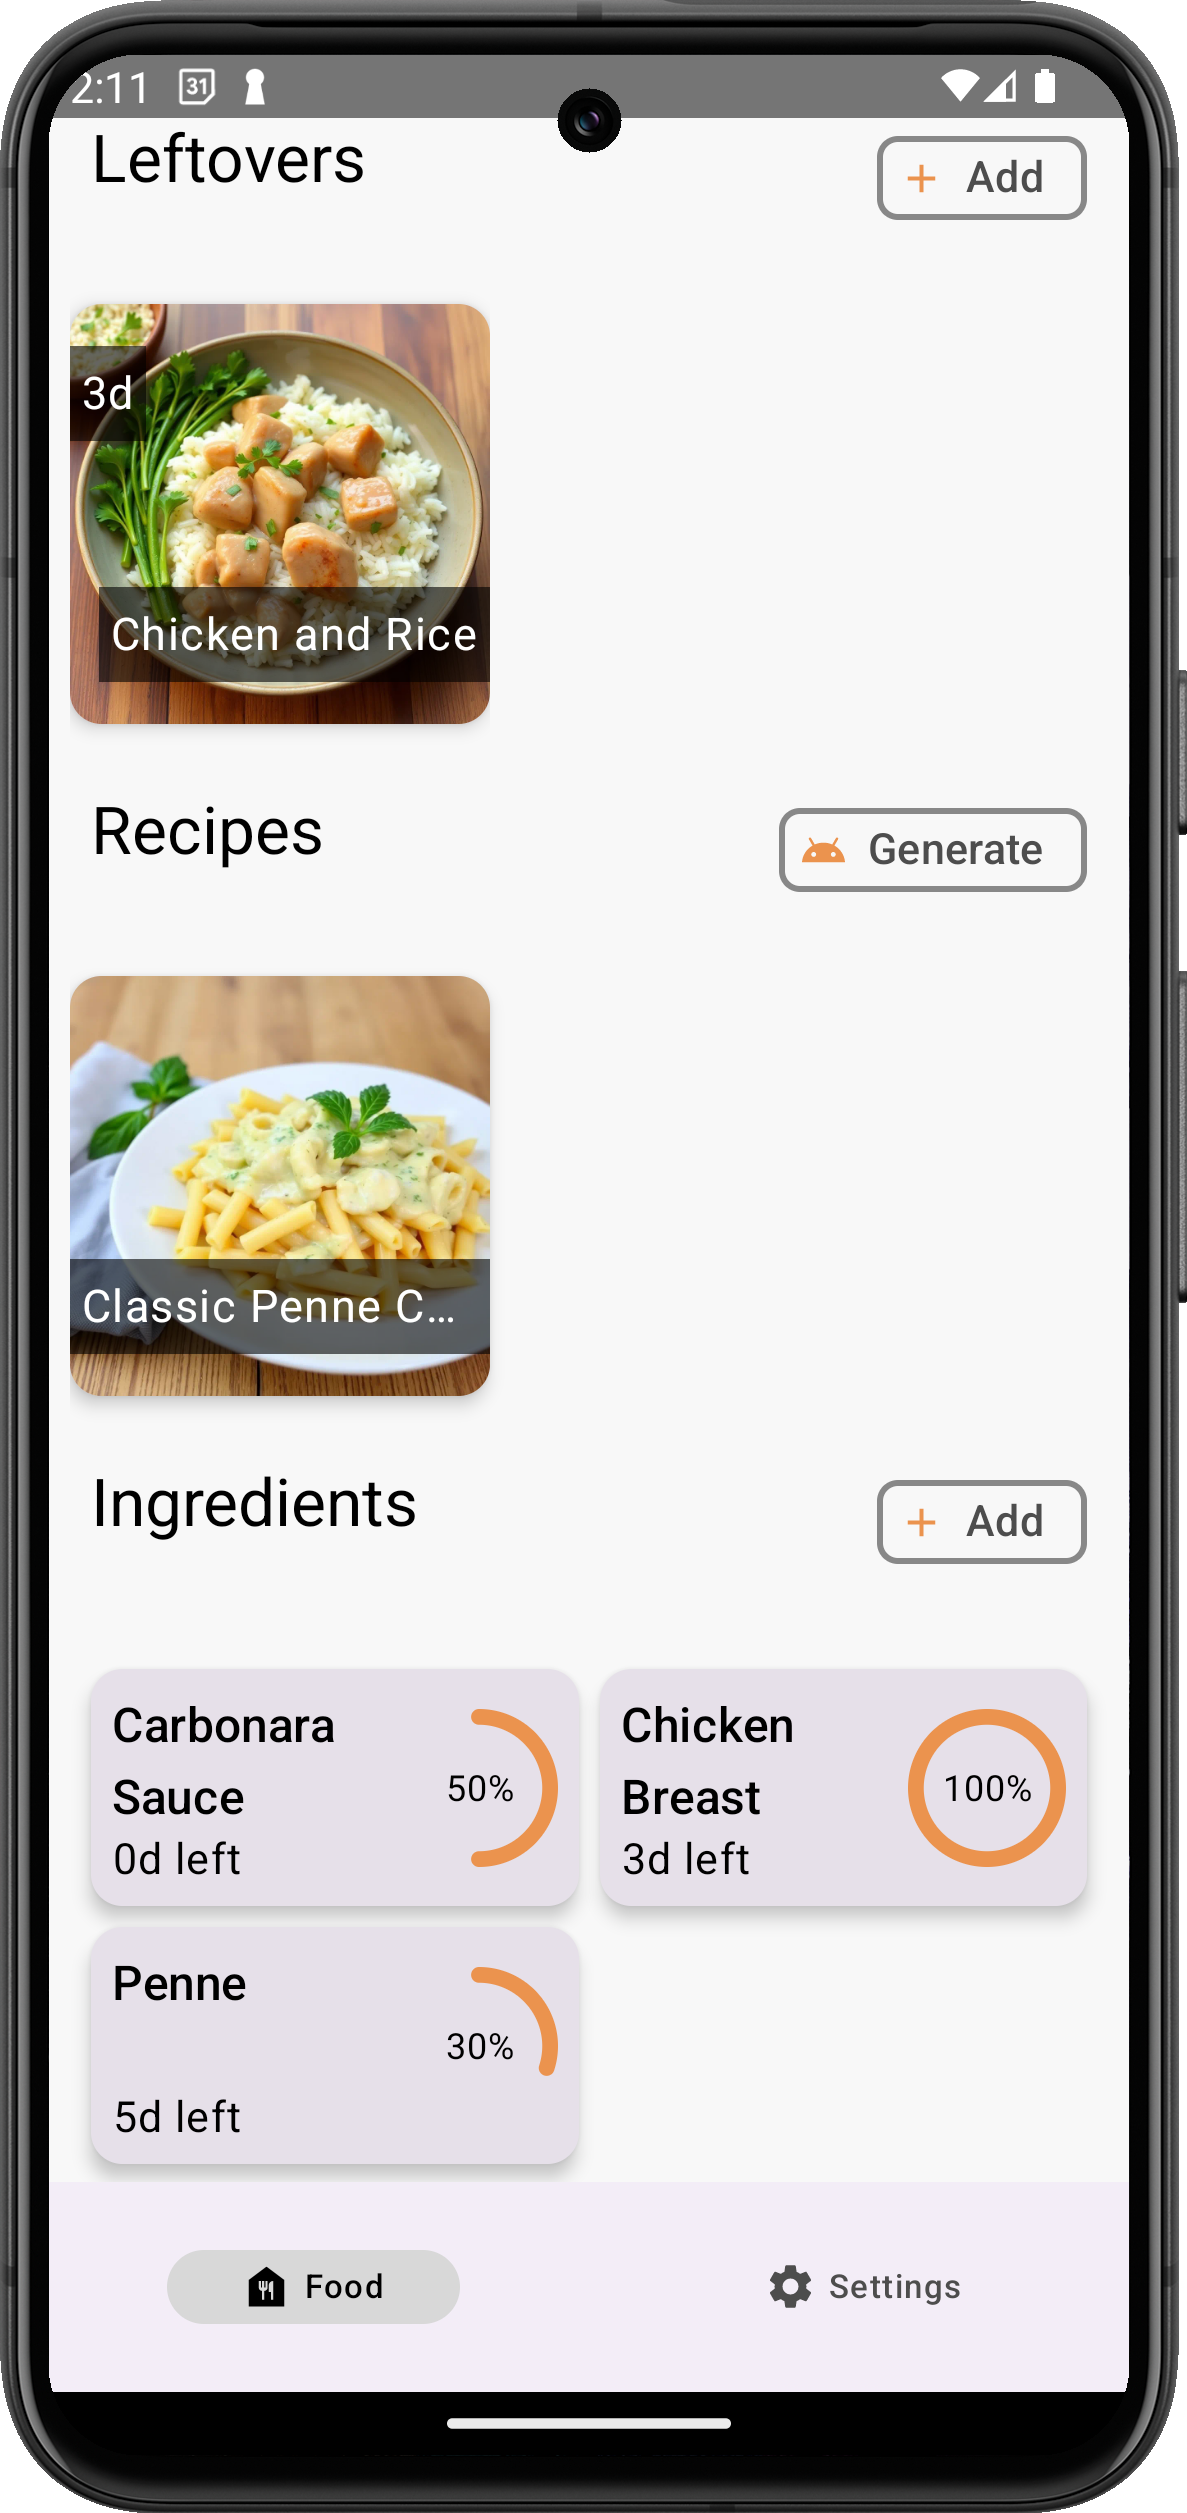 2:11 31
Leftovers
+ Add
3d
Chicken and Rice
Recipes
Generate
Classic Penne C...
Ingredients
+ Add
Carbonara
Sauce
50%
0d left
Chicken
Breast
100%
3d left
Penne
30%
5d left
Food
Settings